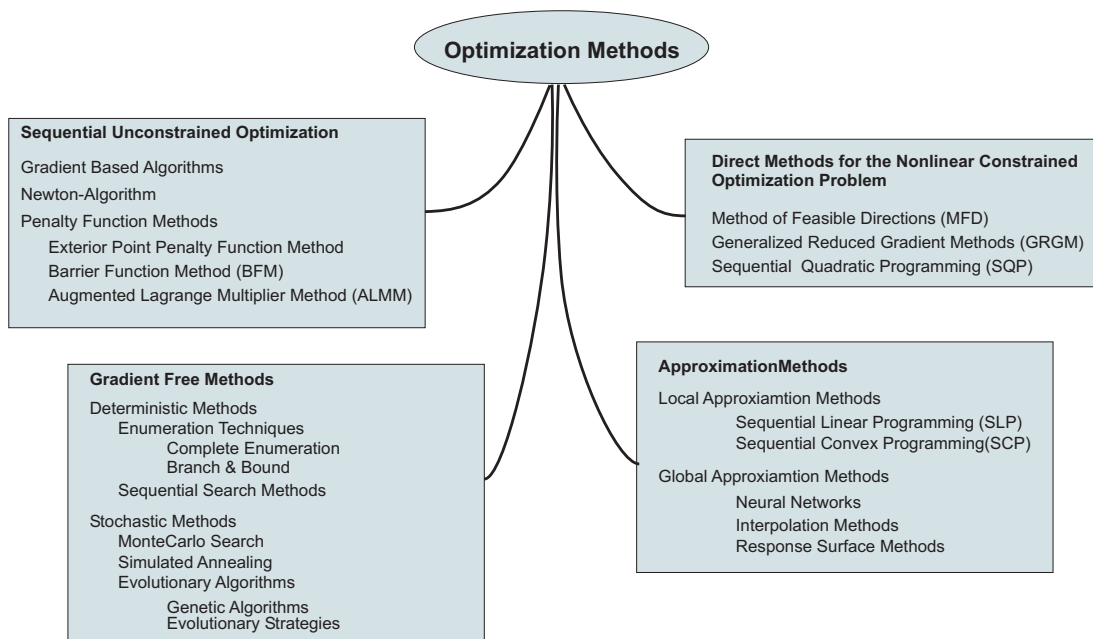 Optimization Methods
Sequential Unconstrained Optimization
Gradient Based Algorithms
Newton-Algorithm
Penalty Function Methods
Exterior Point Penalty Function Method
Barrier Function Method (BFM)
Augmented Lagrange Multiplier Method (ALMM)
Direct Methods for the Nonlinear Constrained
Optimization Problem
Method of Feasible Directions (MFD)
Generalized Reduced Gradient Methods (GRGM)
Sequential Quadratic Programming (SQP)
Gradient Free Methods
Deterministic Methods
Enumeration Techniques
Complete Enumeration
Branch & Bound
Sequential Search Methods
Stochastic Methods
MonteCarlo Search
Simulated Annealing
Evolutionary Algorithms
Genetic Algorithms
Evolutionary Strategies
ApproximationMethods
Local Approxiamtion Methods
Sequential Linear Programming (SLP)
Sequential Convex Programming(SCP)
Global Approxiamtion Methods
Neural Networks
Interpolation Methods
Response Surface Methods